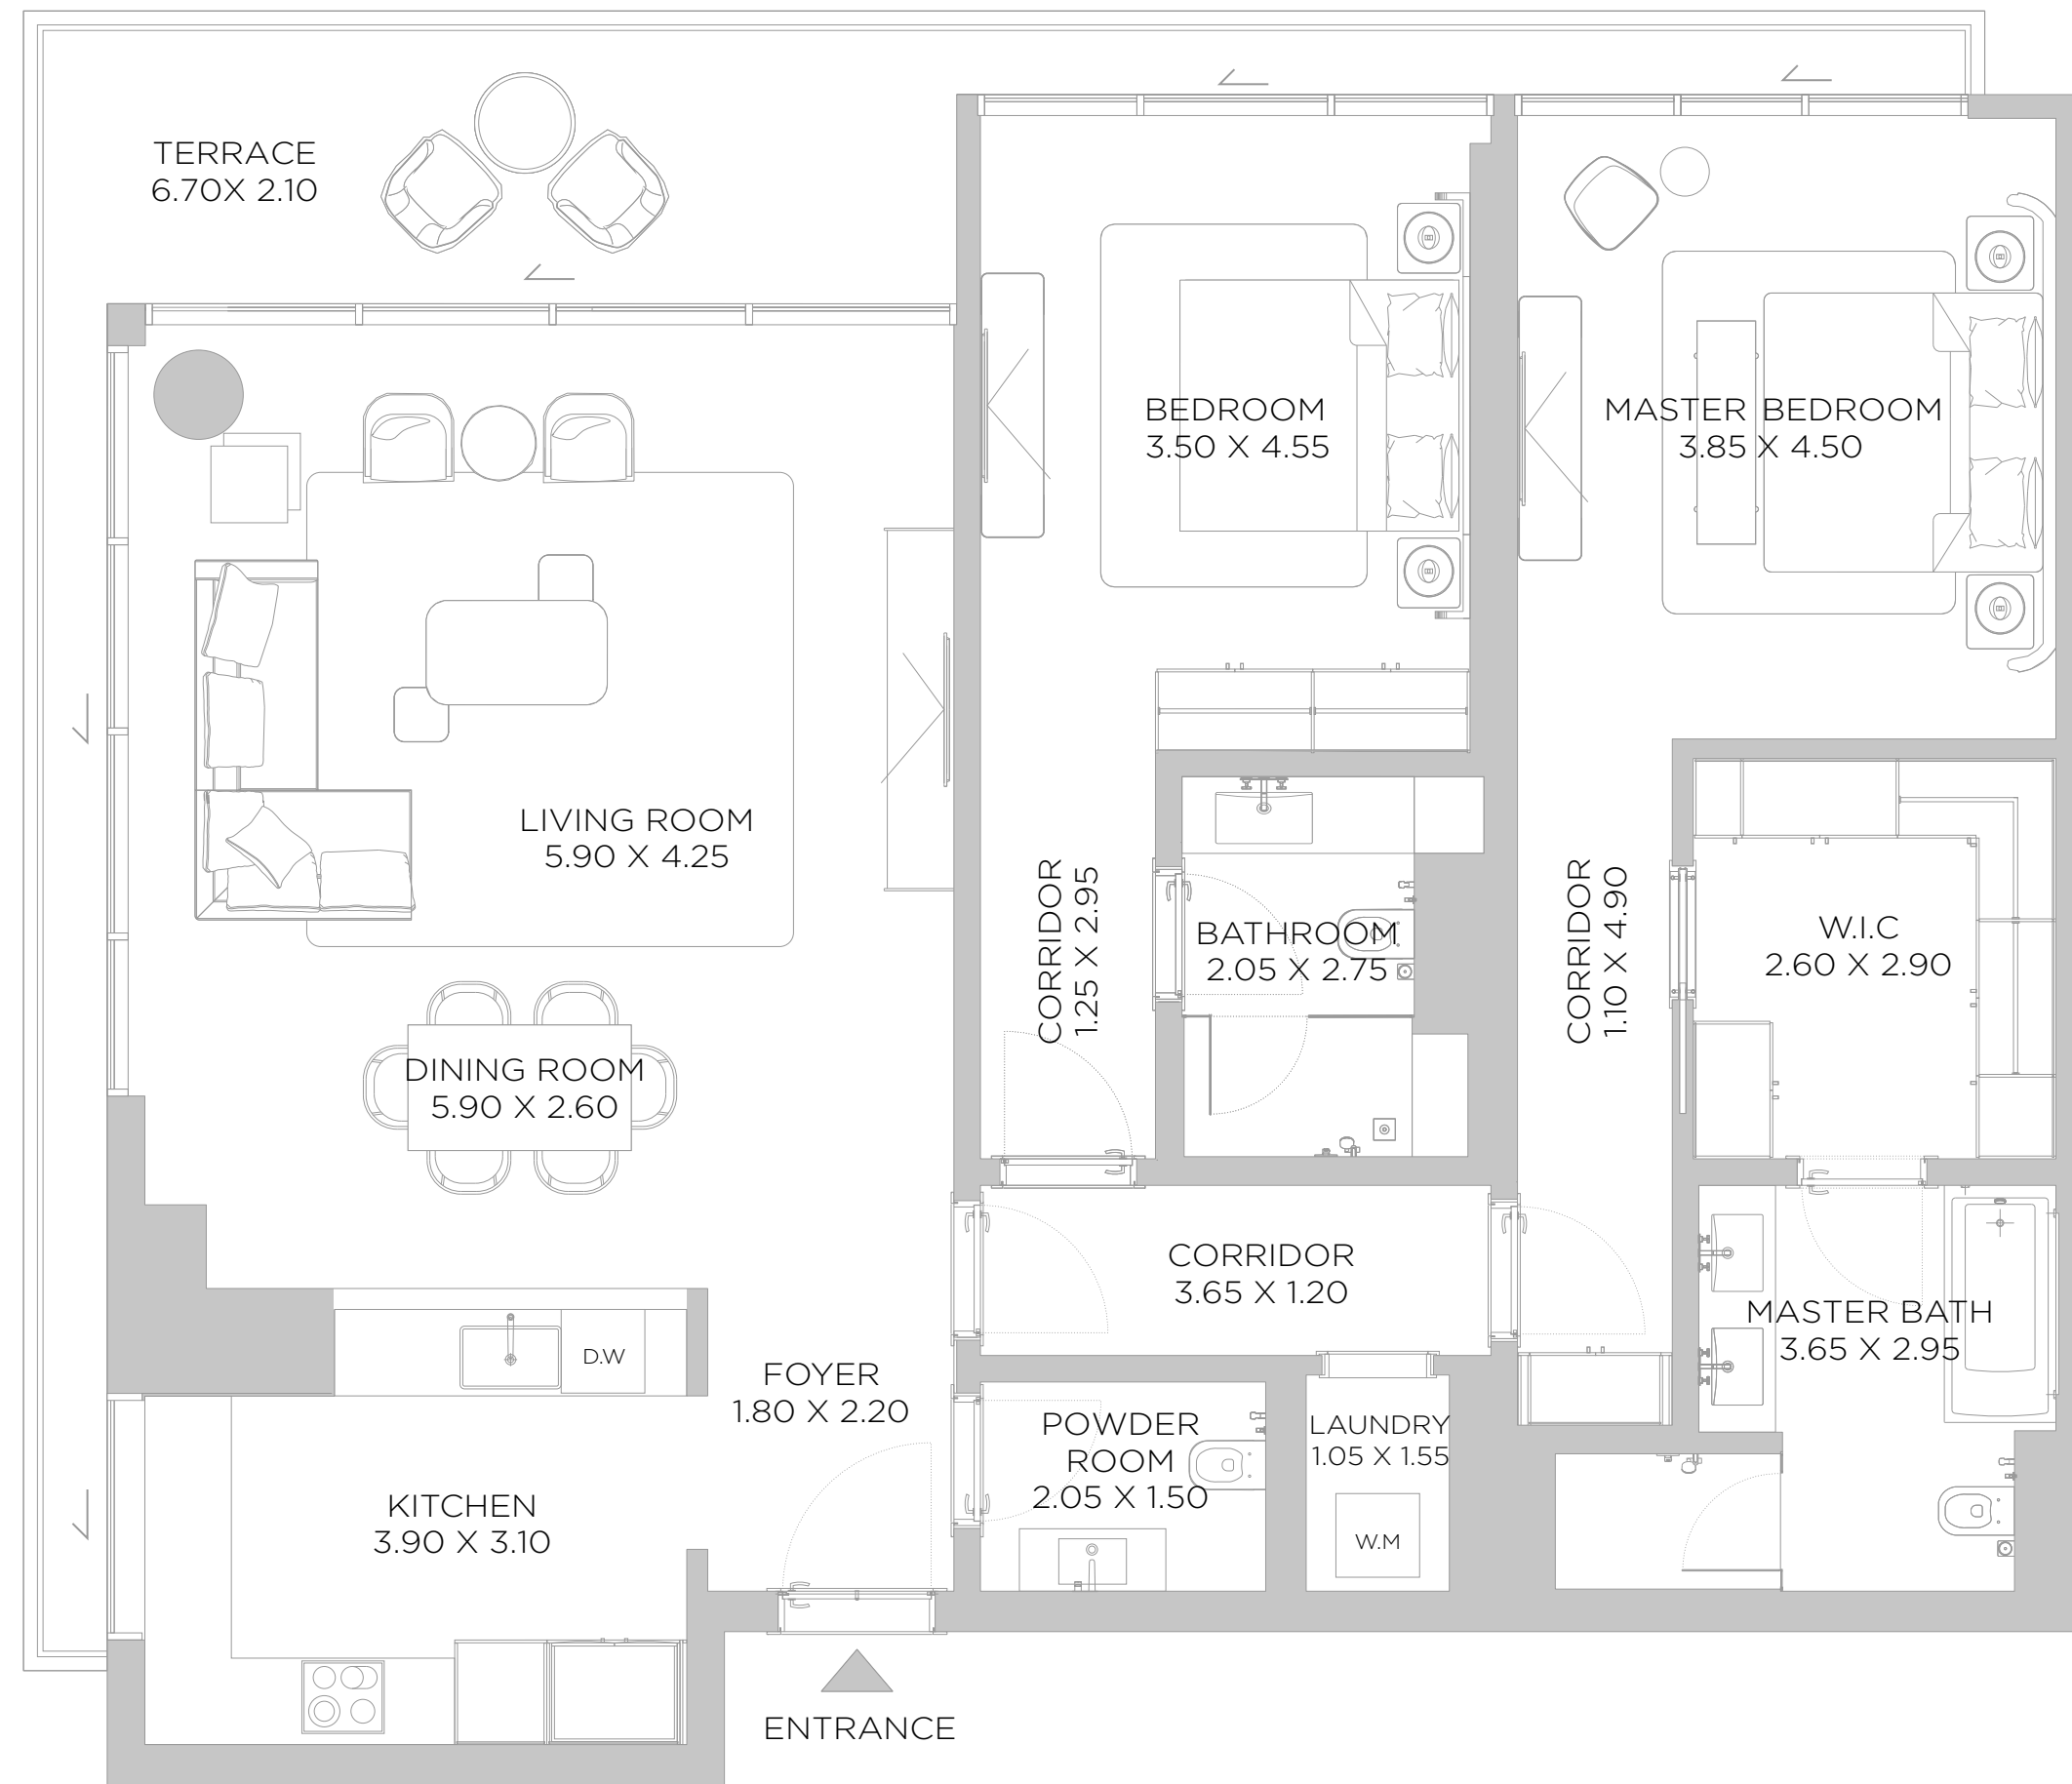 TERRACE
6.70X 2.10
BEDROOM
3.50 X 4.55
MASTER BEDROOM
3.85 X 4.50
LIVING ROOM
5.90 X 4.25
CORRIDOR
1.25 X 2.95
BATHROOM
2.05 X 2.75
CORRIDOR
1.10 X 4.90
W.I.C
2.60 X 2.90
DINING ROOM
5.90 X 2.60
CORRIDOR
3.65 X 1.20
MASTER BATH
3.65 X 2.95
D.W
FOYER
1.80 X 2.20
POWDER
ROOM
2.05 X 1.50
LAUNDRY
1.05 X 1.55
KITCHEN
3.90 X 3.10
W.M
ENTRANCE